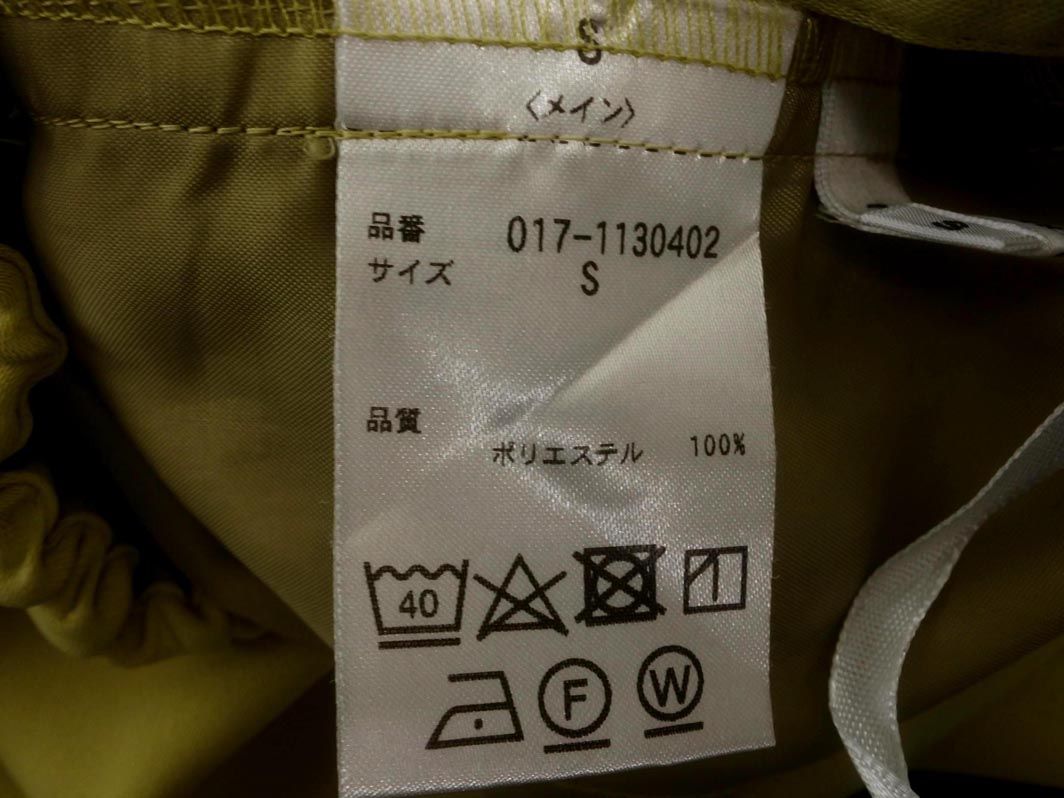 S
〈メイン〉
品番 017-1130402
サイズ S
品質
ポリエステル 100%
40
F W
S